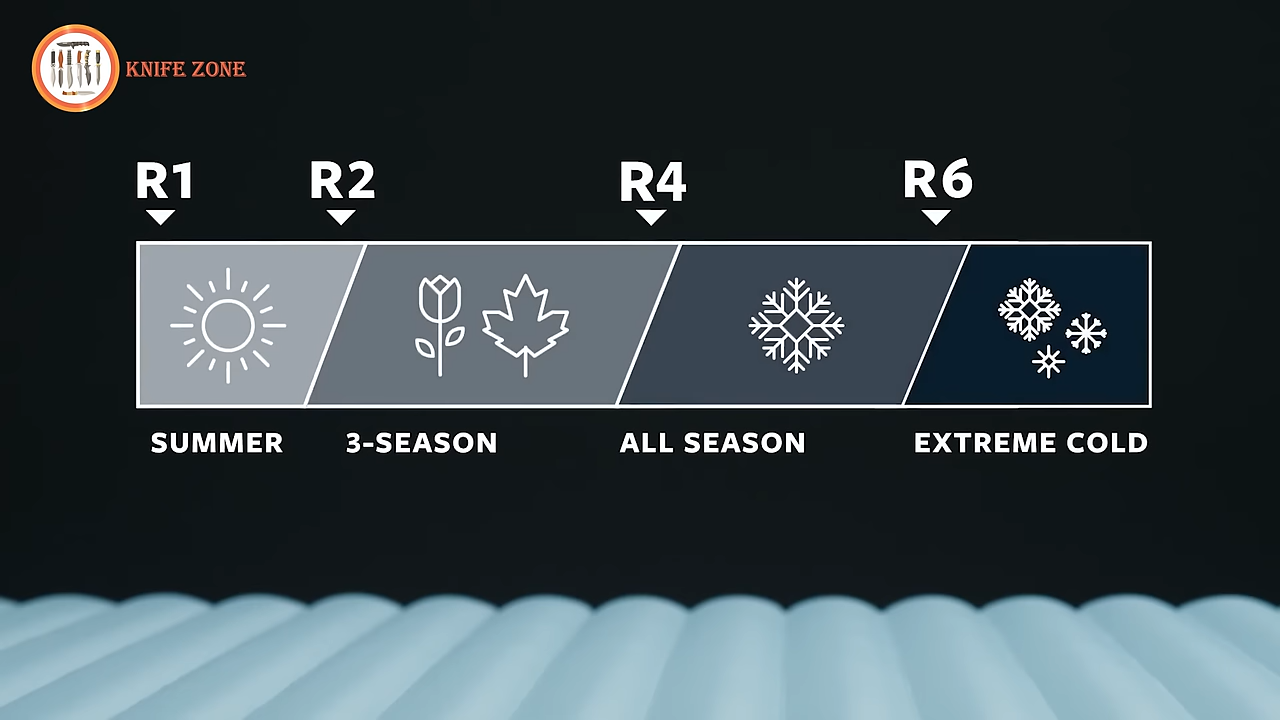 KNIFE ZONE
R1 R2 R4 R6
SUMMER 3-SEASON ALL SEASON EXTREME COLD